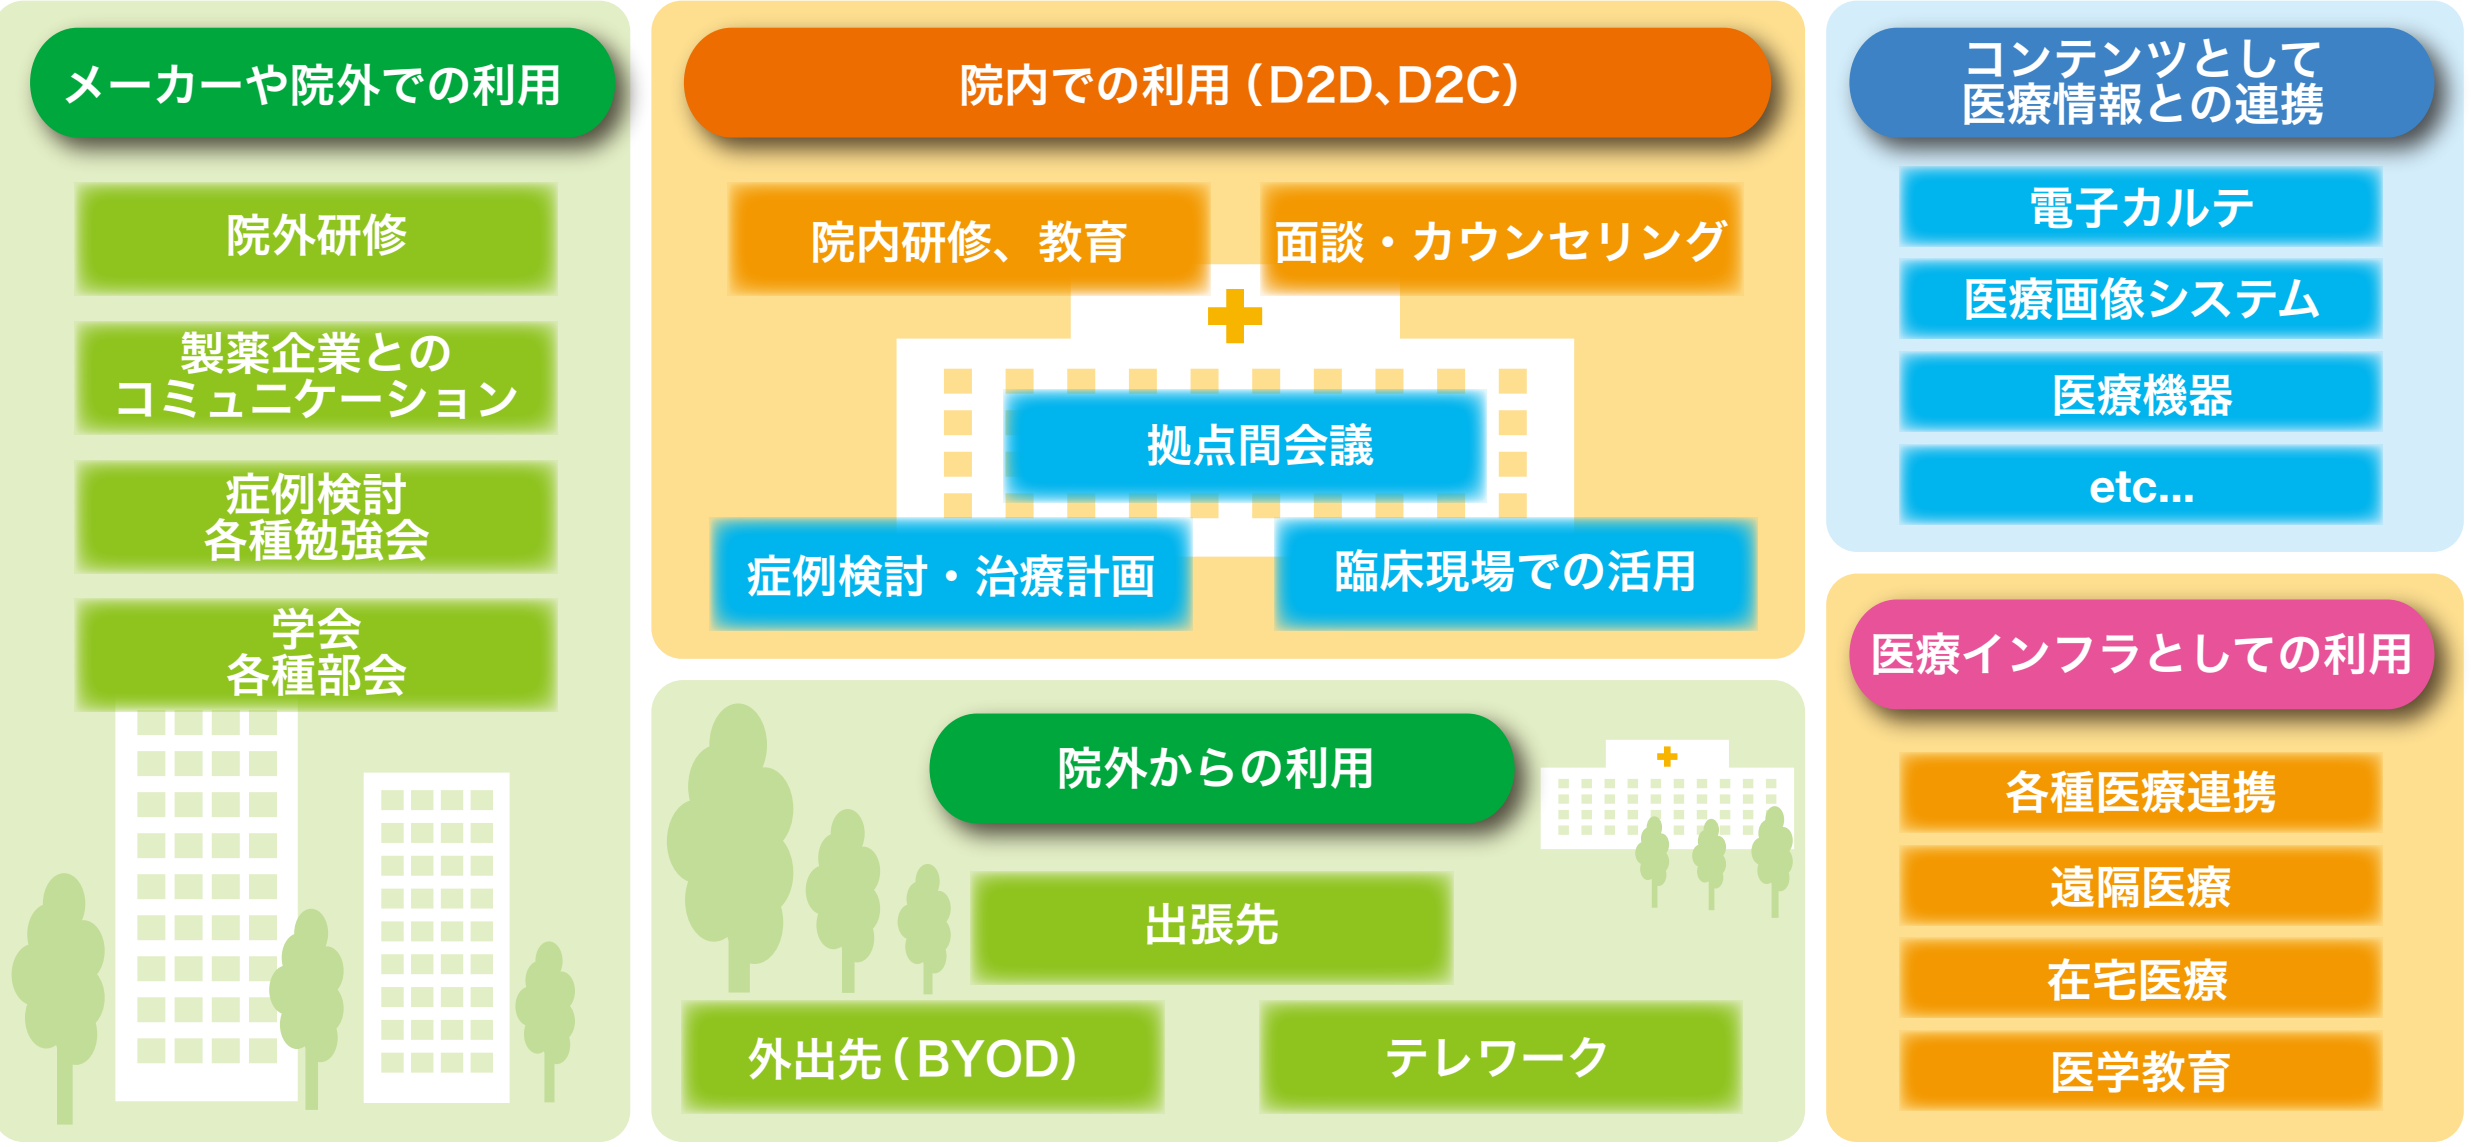 メーカーや院外での利用
院外研修
製薬企業との
コミュニケーション
症例検討
各種勉強会
学会
各種部会
院内での利用（D2D、D2C）
院内研修、教育
面談・カウンセリング
拠点間会議
症例検討・治療計画
臨床現場での活用
院外からの利用
出張先
外出先（BYOD）
テレワーク
コンテンツとして
医療情報との連携
電子カルテ
医療画像システム
医療機器
etc...
医療インフラとしての利用
各種医療連携
遠隔医療
在宅医療
医学教育